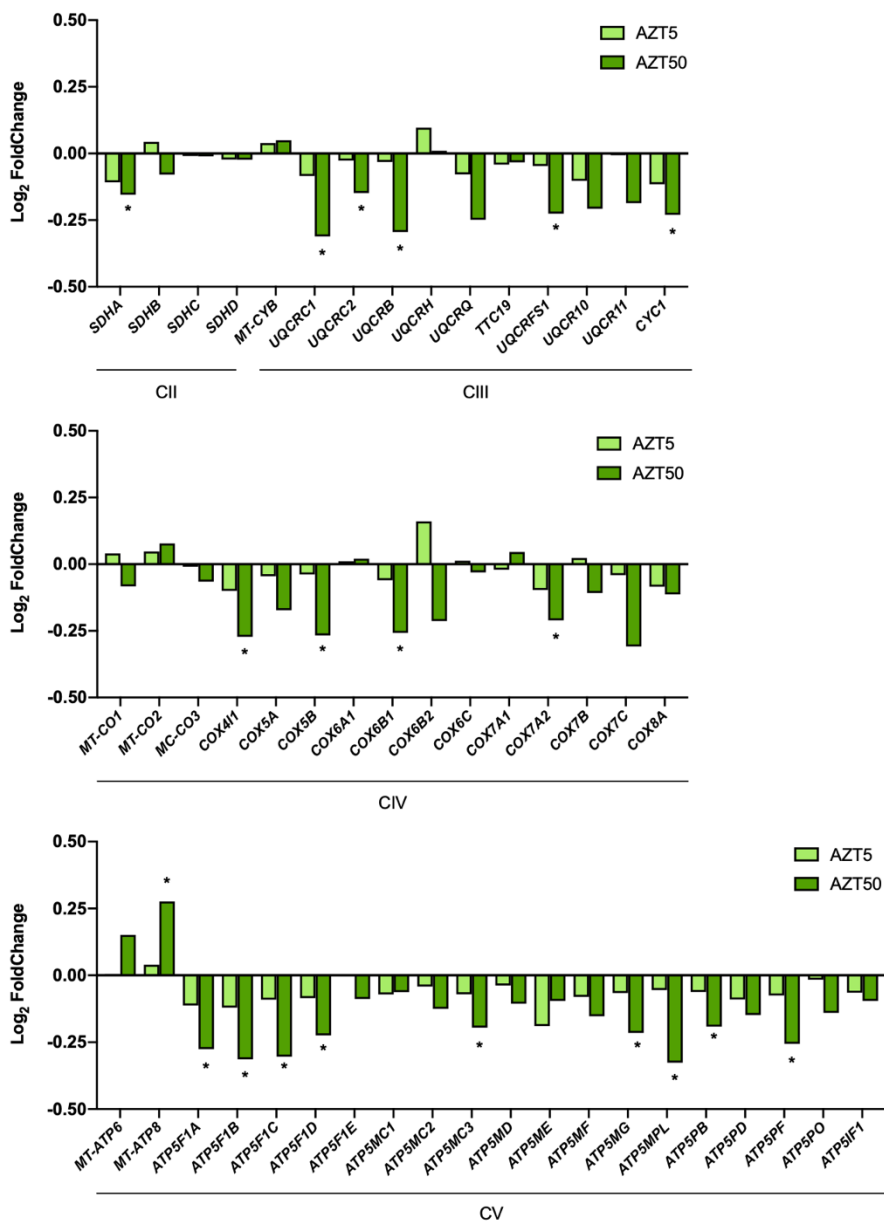 0.50
AZT5
AZT50
0.25
0.00
-0.25
-0.50
Log2 FoldChange
* * * * * *
SDHA SDHB SDHC SDHD MT-CYB UQCRC1 UQCRC2 UQCRB UQCRH UQCRQ TTC19 UQCRFS1 UQCR10 UQCR11 CYC1
CII CIII
0.50
AZT5
AZT50
0.25
0.00
-0.25
-0.50
Log2 FoldChange
* * * *
MT-CO1 MT-CO2 MC-CO3 COX4I1 COX5A COX5B COX6A1 COX6B1 COX6B2 COX6C COX7A1 COX7A2 COX7B COX7C COX8A
CIV
0.50
AZT5
AZT50
0.25
0.00
-0.25
-0.50
Log2 FoldChange
*
* * * * * * * * *
MT-ATP6 MT-ATP8 ATP5F1A ATP5F1B ATP5F1C ATP5F1D ATP5F1E ATP5MC1 ATP5MC2 ATP5MC3 ATP5MD ATP5ME ATP5MF ATP5MG ATP5MPL ATP5PB ATP5PD ATP5PF ATP5PO ATP5IF1
CV